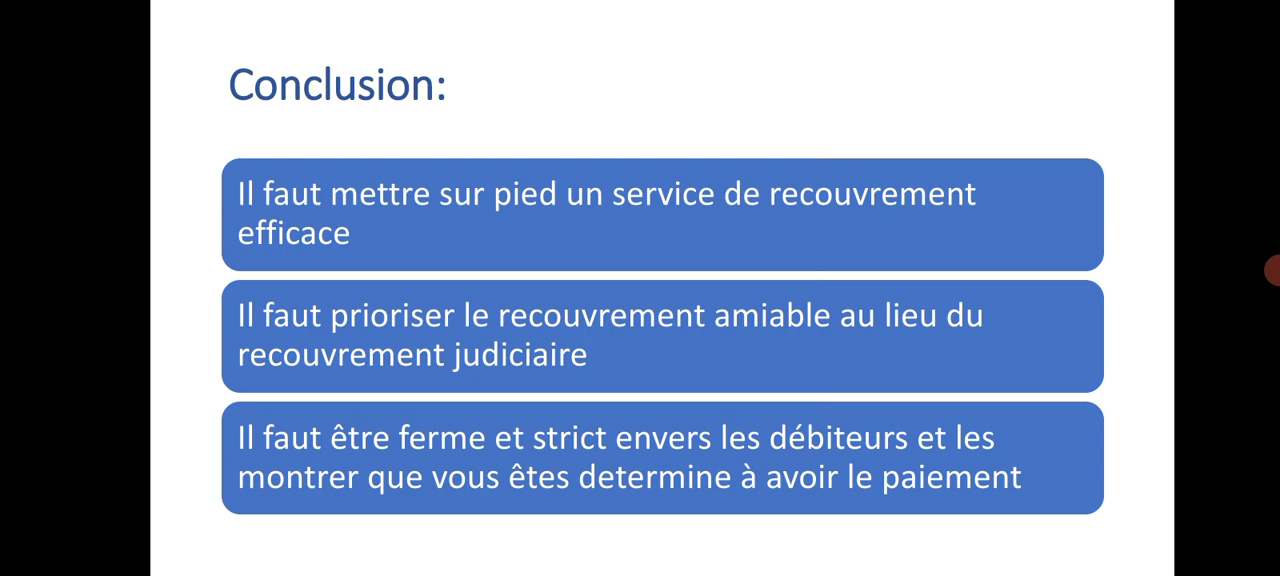 Conclusion:
Il faut mettre sur pied un service de recouvrement
efficace
Il faut prioriser le recouvrement amiable au lieu du
recouvrement judiciaire
Il faut être ferme et strict envers les débiteurs et les
montrer que vous êtes determine à avoir le paiement